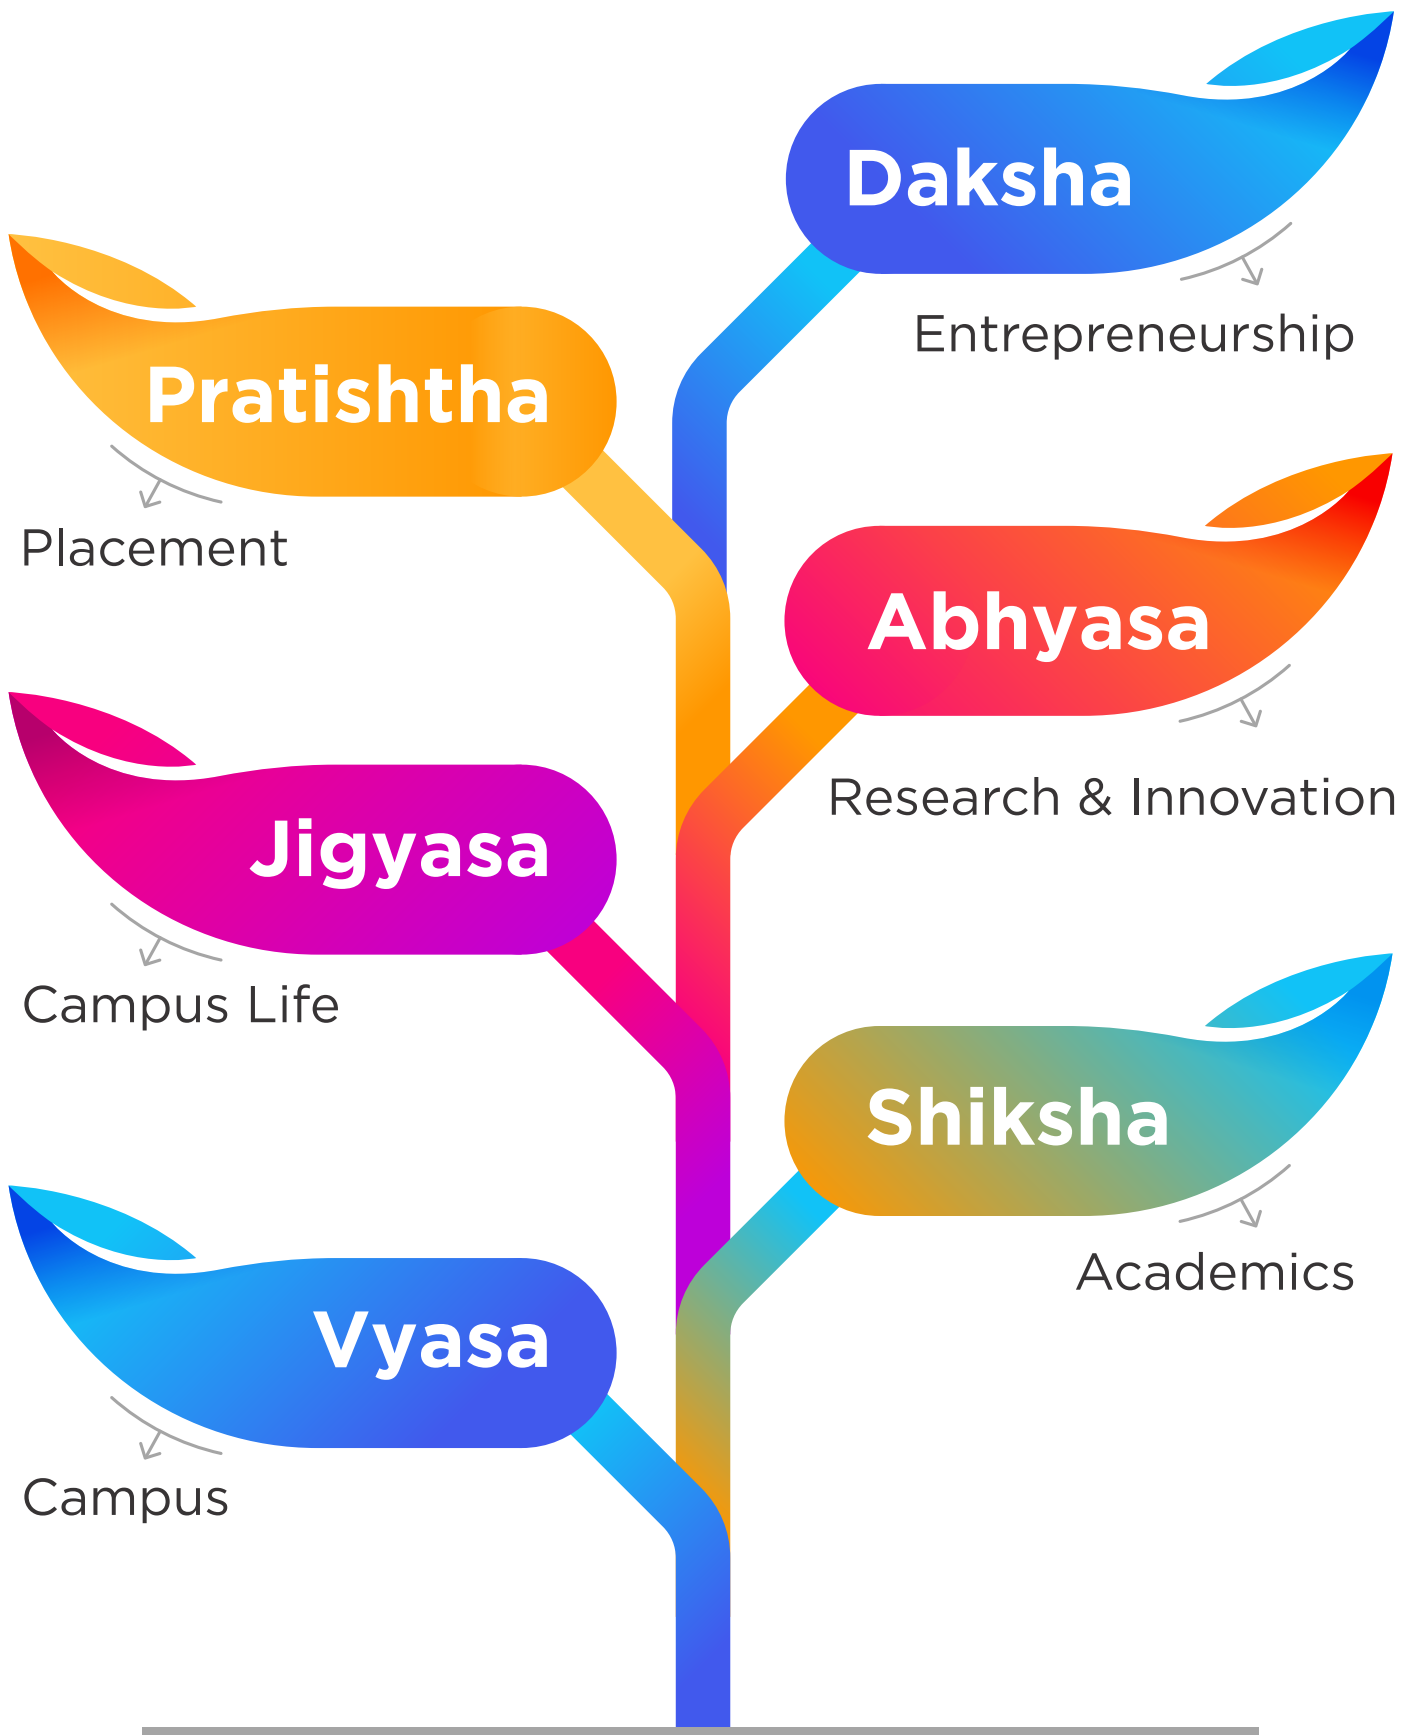 Daksha
Entrepreneurship
Pratishtha
Placement
Abhyasa
Research & Innovation
Jigyasa
Campus Life
Shiksha
Academics
Vyasa
Campus